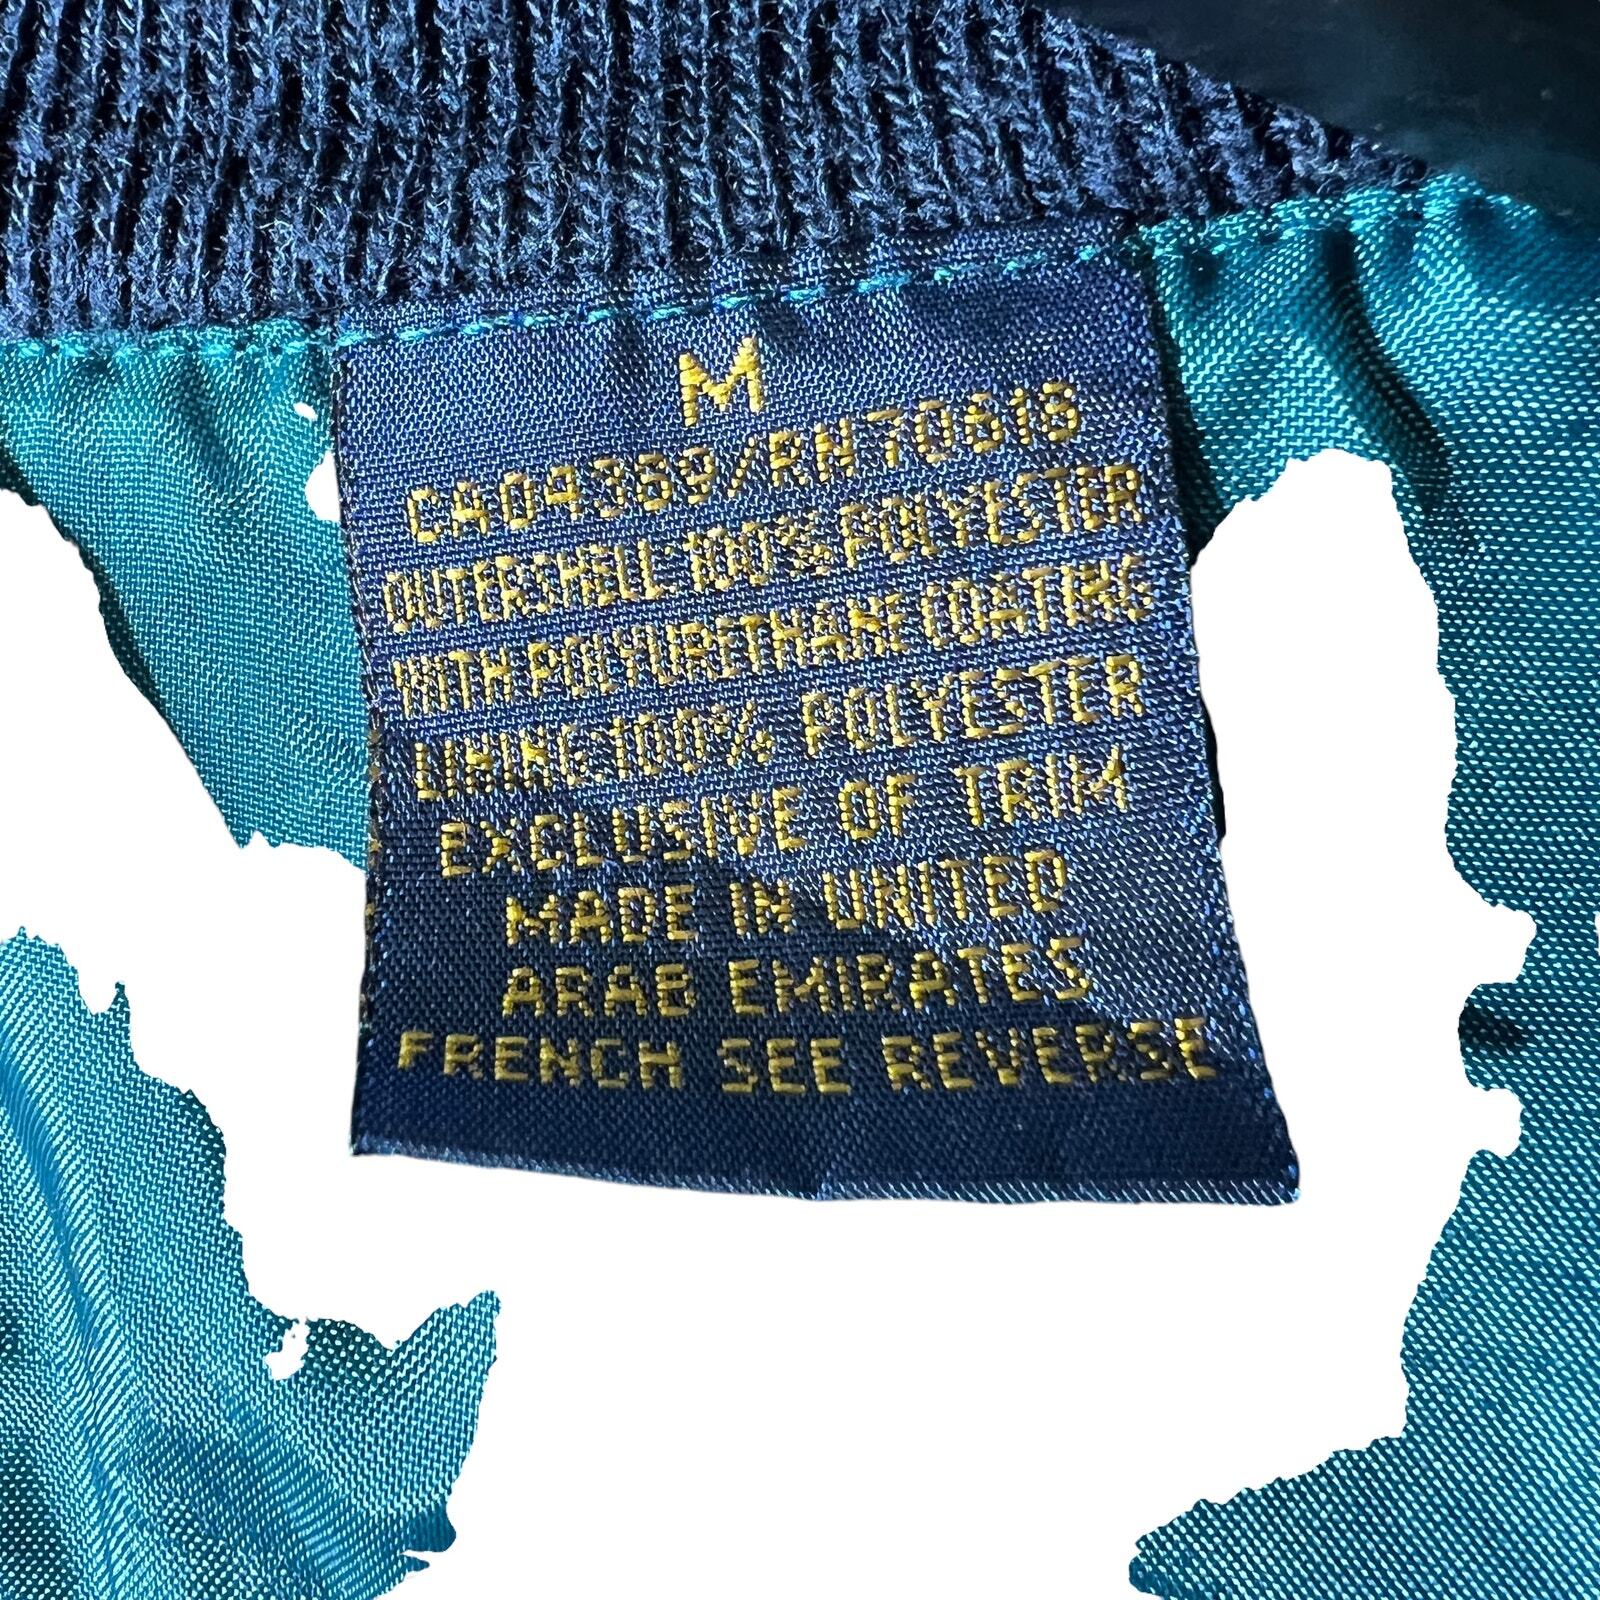 M
CA04369/RN70618
OUTERSHELL:100% POLYESTER
WITH POLYURETHANE COATING
LINING:100% POLYESTER
EXCLUSIVE OF TRIM
MADE IN UNITED
ARAB EMIRATES
FRENCH SEE REVERSE